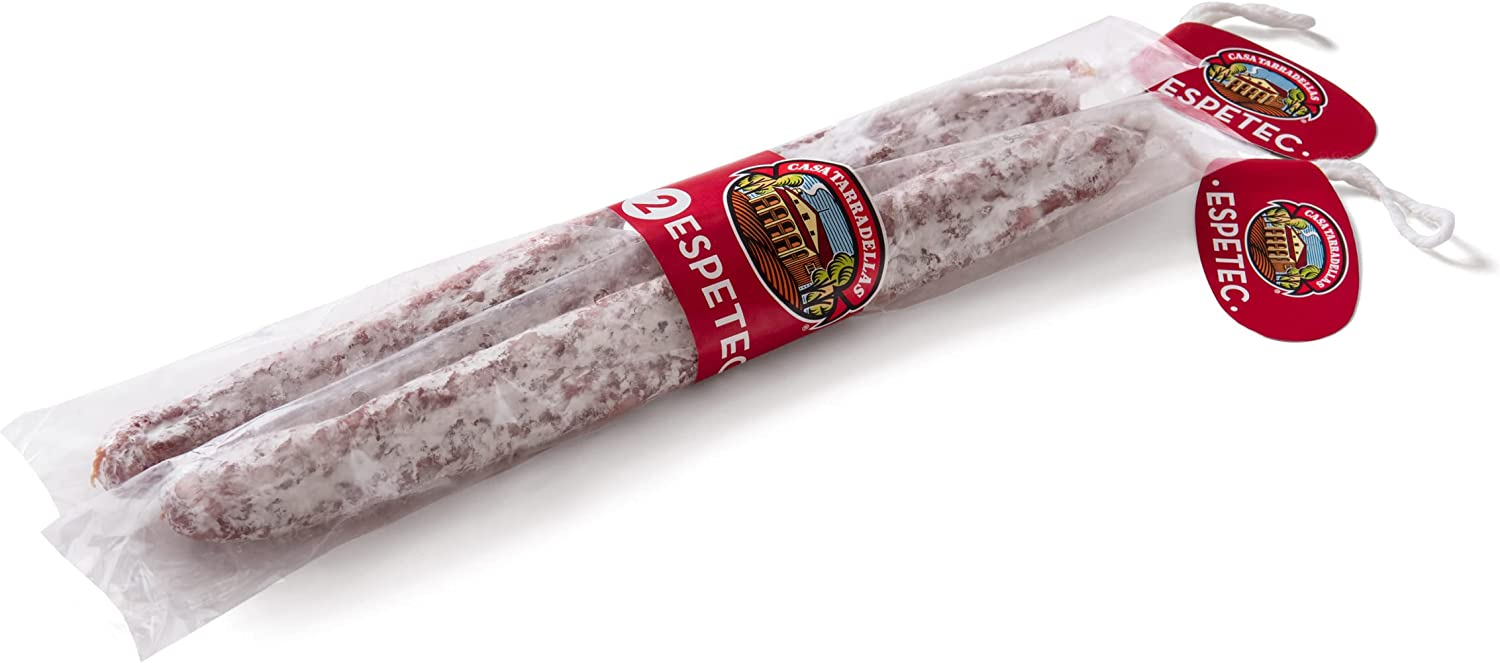 2 ESPETEC
CASA TARRADELLAS
®
CASA TARRADELLAS
®
ESPETEC·
CASA TARRADELLAS
®
·ESPETEC·